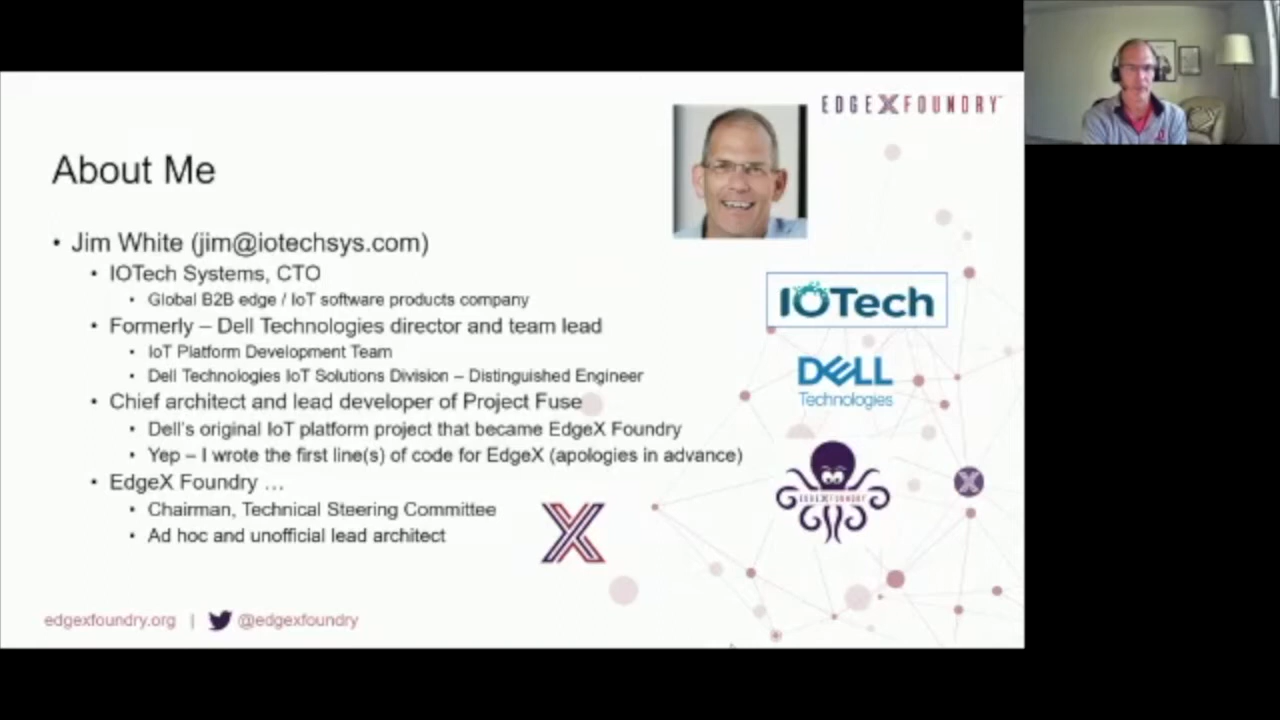 EDGE X FOUNDRY™
About Me
• Jim White (jim@iotechsys.com)
• IOTech Systems, CTO
• Global B2B edge / IoT software products company
IOTech
• Formerly – Dell Technologies director and team lead
• IoT Platform Development Team
• Dell Technologies IoT Solutions Division – Distinguished Engineer
DELL
Technologies
• Chief architect and lead developer of Project Fuse
• Dell's original IoT platform project that became EdgeX Foundry
• Yep – I wrote the first line(s) of code for EdgeX (apologies in advance)
• EdgeX Foundry …
EDGE X FOUNDRY
• Chairman, Technical Steering Committee
• Ad hoc and unofficial lead architect
X
X
edgexfoundry.org | @edgexfoundry